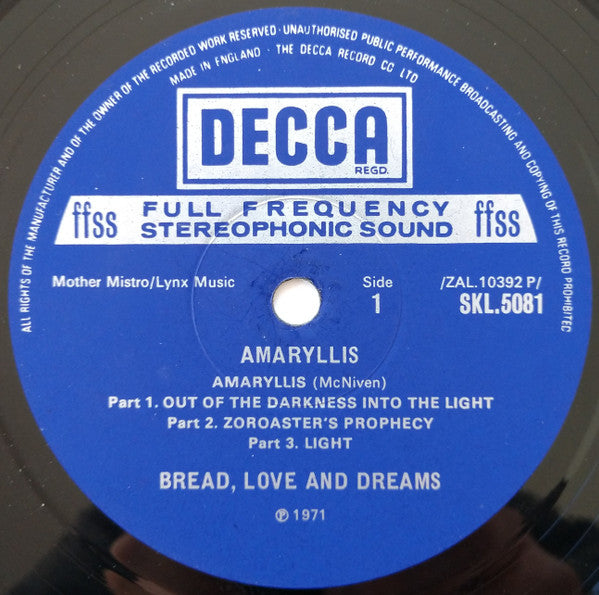 ALL RIGHTS OF THE MANUFACTURER AND OF THE OWNER OF THE RECORDED WORK RESERVED · UNAUTHORISED PUBLIC PERFORMANCE BROADCASTING AND COPYING OF THIS RECORD PROHIBITED
MADE IN ENGLAND · THE DECCA RECORD CO LTD
DECCA
REGD.
ffss FULL FREQUENCY ffss
STEREOPHONIC SOUND
Mother Mistro/Lynx Music Side /ZAL.10392 P/
1 SKL.5081
AMARYLLIS
AMARYLLIS (McNiven)
Part 1. OUT OF THE DARKNESS INTO THE LIGHT
Part 2. ZOROASTER'S PROPHECY
Part 3. LIGHT
BREAD, LOVE AND DREAMS
℗ 1971